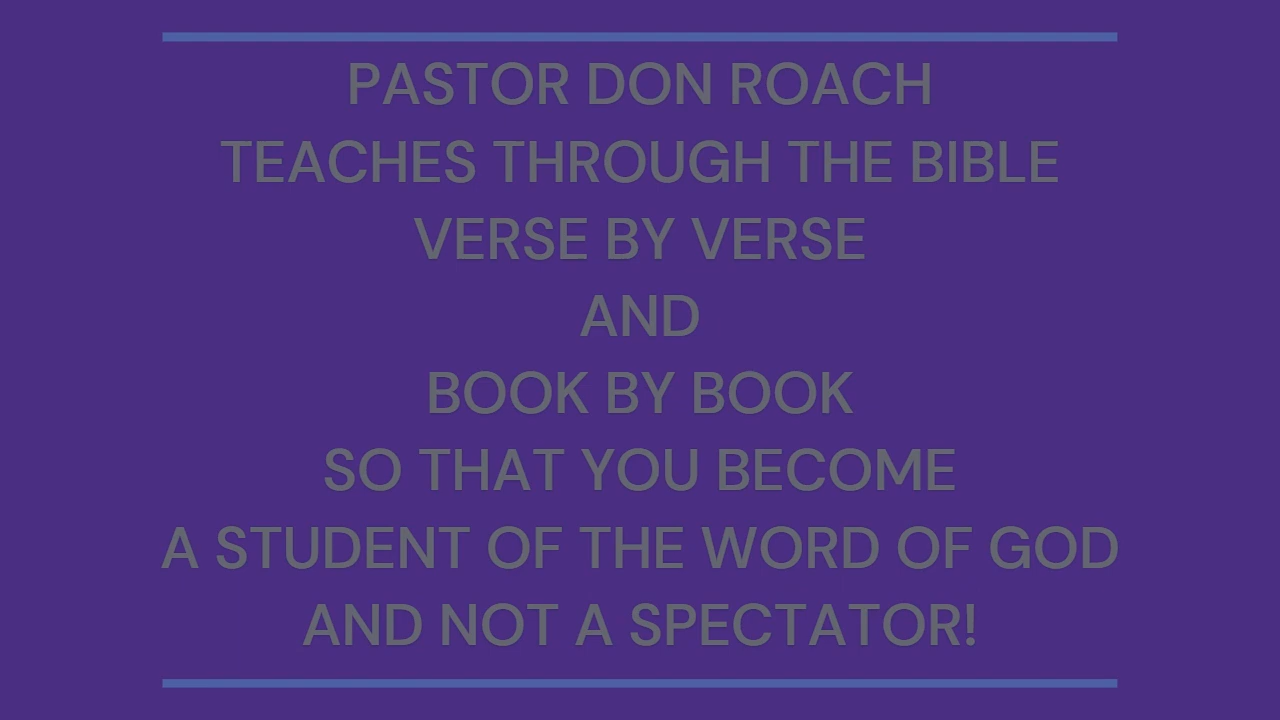 PASTOR DON ROACH
TEACHES THROUGH THE BIBLE
VERSE BY VERSE
AND
BOOK BY BOOK
SO THAT YOU BECOME
A STUDENT OF THE WORD OF GOD
AND NOT A SPECTATOR!